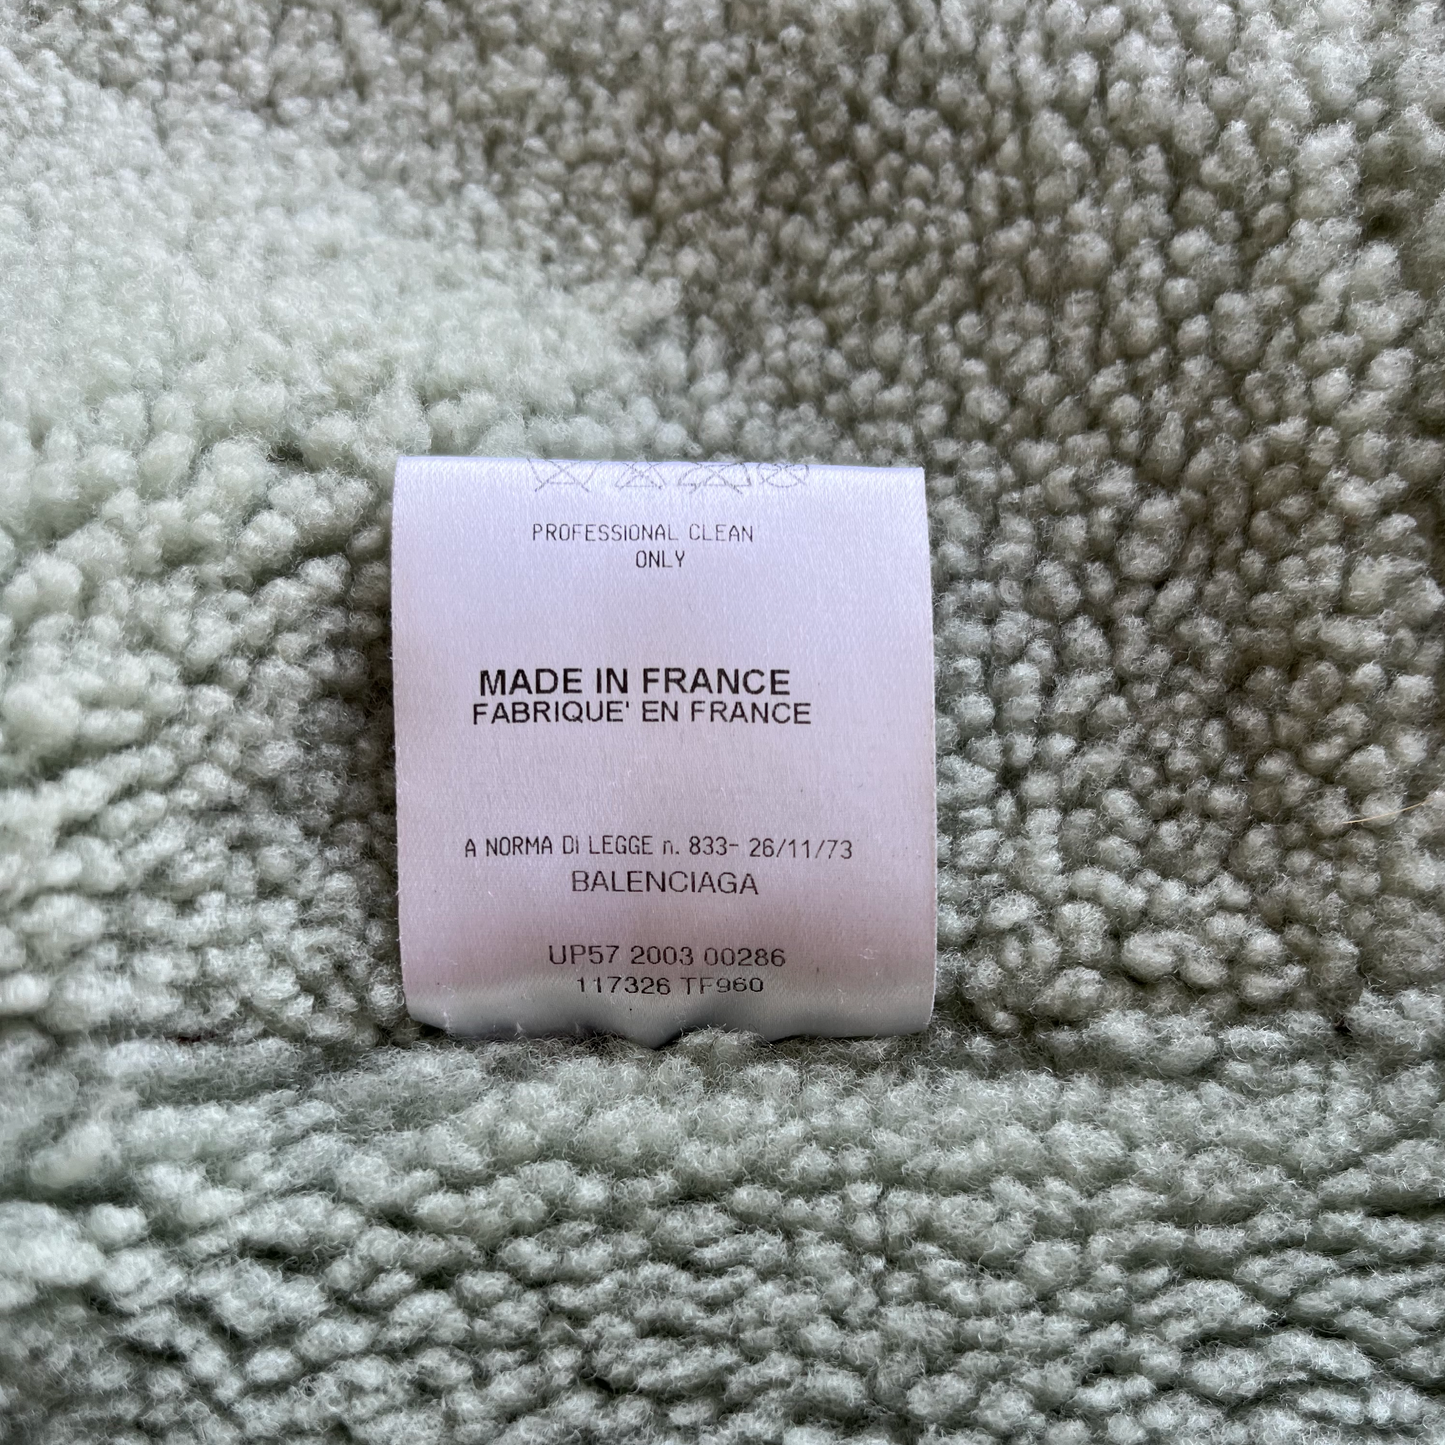 PROFESSIONAL CLEAN
ONLY
MADE IN FRANCE
FABRIQUE' EN FRANCE
A NORMA DI LEGGE n. 833- 26/11/73
BALENCIAGA
UP57 2003 00286
117326 TF960